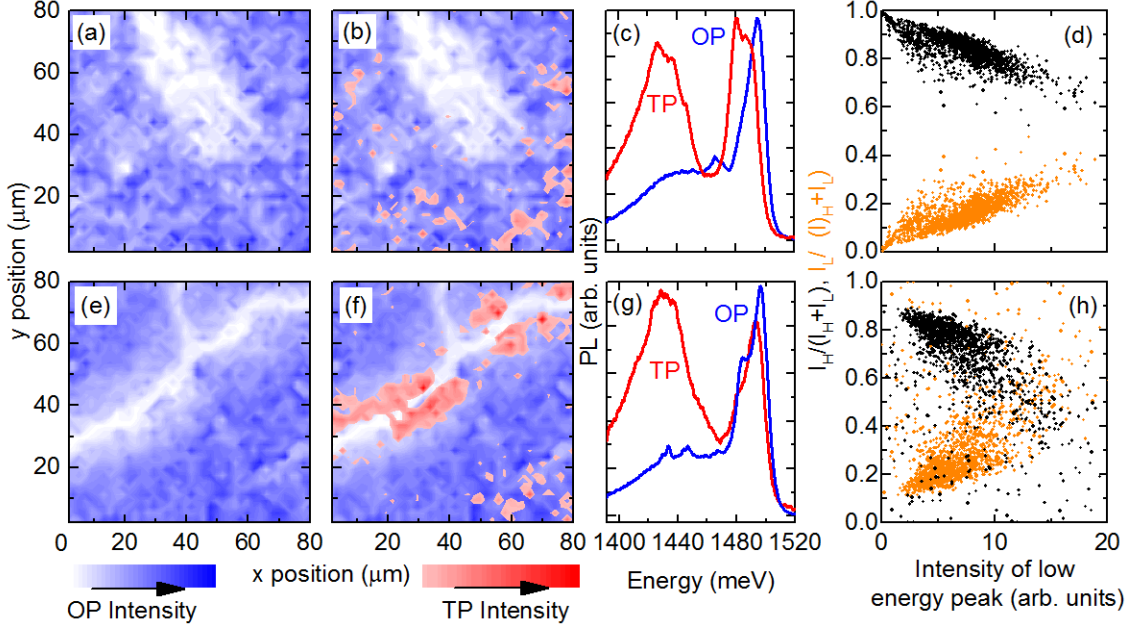 (a)
(b)
(c)
(d)
(e)
(f)
(g)
(h)
80
60
40
20
80
60
40
20
y position (μm)
0 20 40 60 80
20 40 60 80
x position (μm)
OP Intensity
TP Intensity
OP
TP
OP
TP
PL (arb. units)
1400 1440 1480 1520
Energy (meV)
I_H/(I_H+I_L), I_L/ (I)_H+I_L)
1.0
0.8
0.6
0.4
0.2
0.0
1.0
0.8
0.6
0.4
0.2
0.0
0 10 20
Intensity of low
energy peak (arb. units)